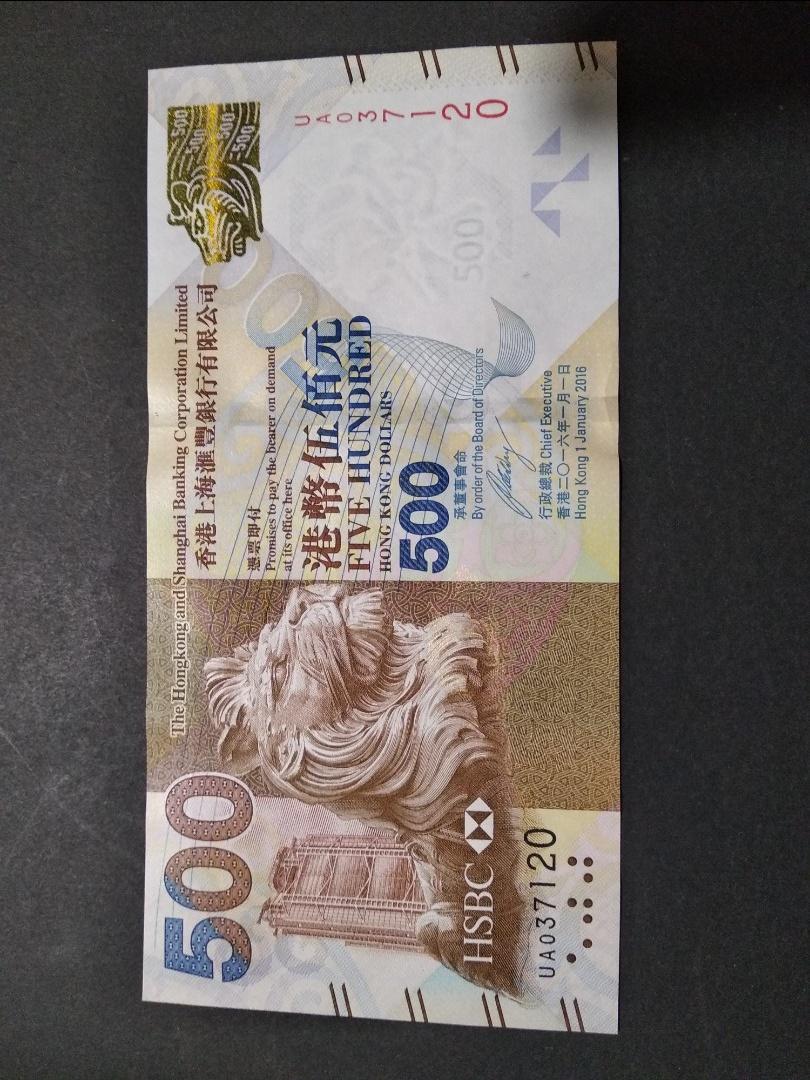 500
The Hongkong and Shanghai Banking Corporation Limited
香港上海滙豐銀行有限公司
憑票即付
Promises to pay the bearer on demand
at its office here
港幣伍佰元
FIVE HUNDRED
HONG KONG DOLLARS
500
承董事會命
By order of the Board of Directors
行政總裁 Chief Executive
香港二〇一六年一月一日
Hong Kong 1 January 2016
HSBC
UA037120
500
500
500
500
UA037120
500